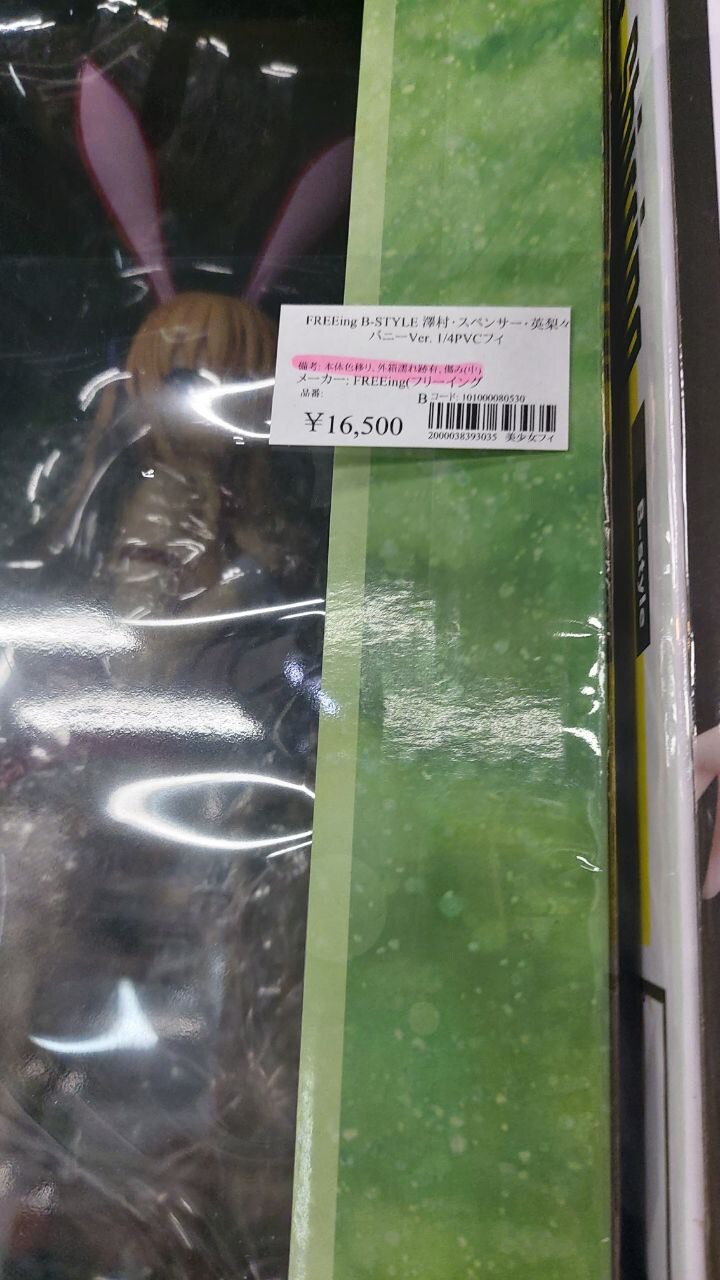 FREEing B-STYLE 澤村・スペンサー・英梨々
バニーVer. 1/4PVCフィ
備考: 本体色移り, 外箱濡れ跡有, 傷み(中)
メーカー: FREEing(フリーイング
品番:
B コード: 101000080530
¥16,500
2000038393035 美少女フィ
B-style